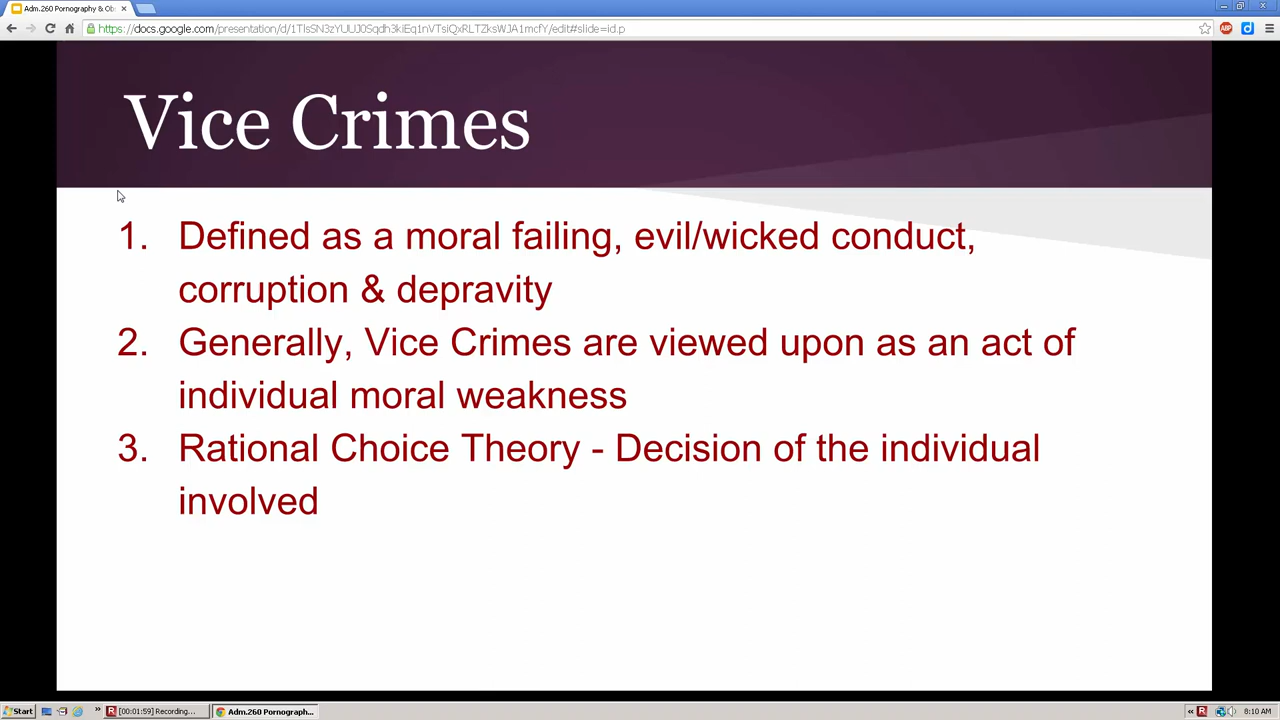 Adm.260 Pornography & Ob
https://docs.google.com/presentation/d/1TlsSN3zYUUJ0Sqdh3kiEq1nVTsiQxRLTZksWJA1mcfY/edit#slide=id.p
ABP
d
Vice Crimes
1. Defined as a moral failing, evil/wicked conduct,
corruption & depravity
2. Generally, Vice Crimes are viewed upon as an act of
individual moral weakness
3. Rational Choice Theory - Decision of the individual
involved
Start
[00:01:59] Recording...
Adm.260 Pornograph...
8:10 AM